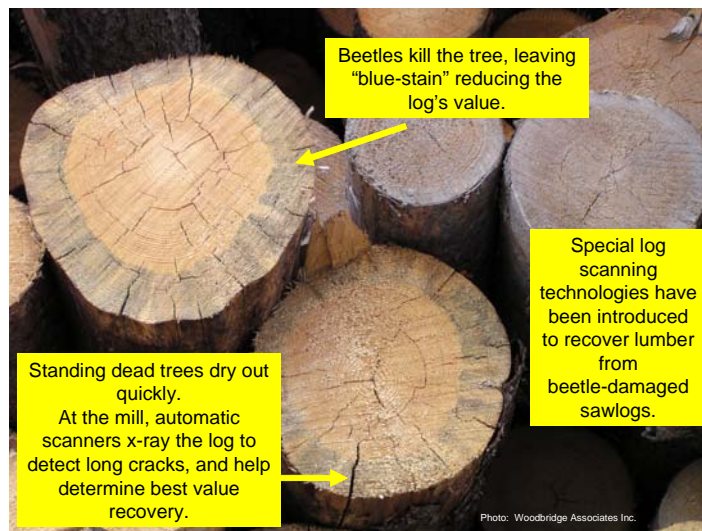 Beetles kill the tree, leaving
“blue-stain” reducing the
log’s value.
Special log
scanning
technologies have
been introduced
to recover lumber
from
beetle-damaged
sawlogs.
Standing dead trees dry out
quickly.
At the mill, automatic
scanners x-ray the log to
detect long cracks, and help
determine best value
recovery.
Photo: Woodbridge Associates Inc.